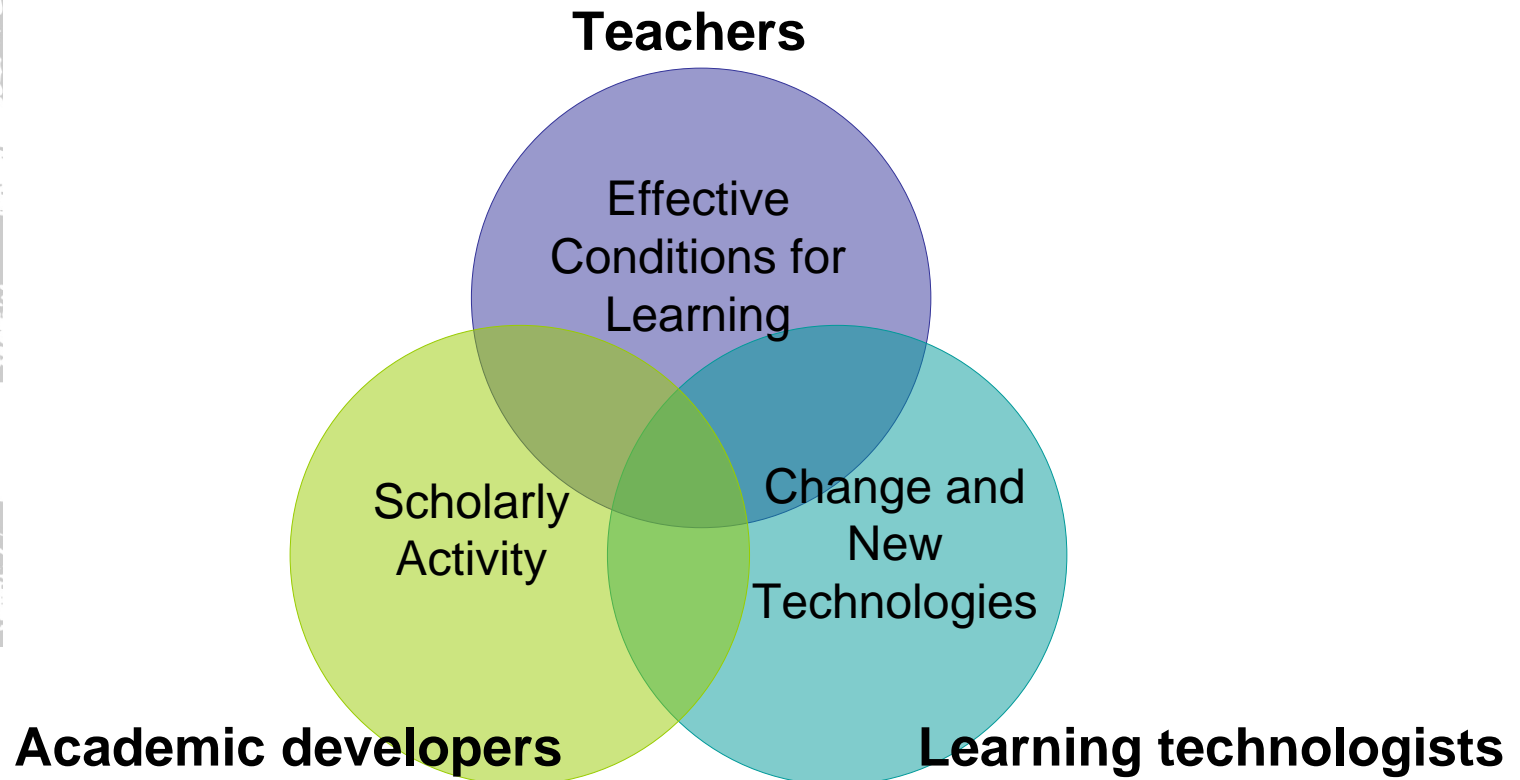 Teachers
Effective
Conditions for
Learning
Scholarly
Activity
Change and
New
Technologies
Academic developers
Learning technologists